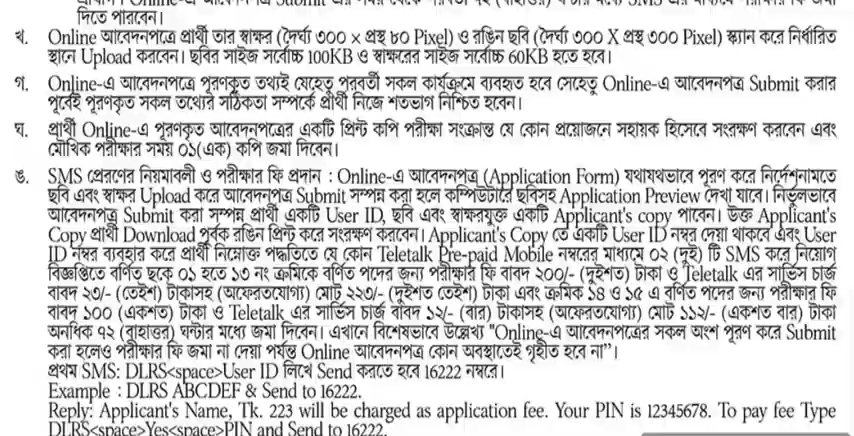 দিতে পারবেন।
খ. Online আবেদনপত্রে প্রার্থী তার স্বাক্ষর (দৈর্ঘ্য ৩০০ × প্রস্থ ৮০ Pixel) ও রঙিন ছবি (দৈর্ঘ্য ৩০০ X প্রস্থ ৩০০ Pixel) স্ক্যান করে নির্ধারিত
স্থানে Upload করবেন। ছবির সাইজ সর্বোচ্চ 100KB ও স্বাক্ষরের সাইজ সর্বোচ্চ 60KB হতে হবে।
গ. Online-এ আবেদনপত্রে পূরণকৃত তথ্যই যেহেতু পরবর্তী সকল কার্যক্রমে ব্যবহৃত হবে সেহেতু Online-এ আবেদনপত্র Submit করার
পূর্বেই পূরণকৃত সকল তথ্যের সঠিকতা সম্পর্কে প্রার্থী নিজে শতভাগ নিশ্চিত হবেন।
ঘ. প্রার্থী Online-এ পূরণকৃত আবেদনপত্রের একটি প্রিন্ট কপি পরীক্ষা সংক্রান্ত যে কোন প্রয়োজনে সহায়ক হিসেবে সংরক্ষণ করবেন এবং
মৌখিক পরীক্ষার সময় ০১(এক) কপি জমা দিবেন।
ঙ. SMS প্রেরণের নিয়মাবলী ও পরীক্ষার ফি প্রদান : Online-এ আবেদনপত্র (Application Form) যথাযথভাবে পূরণ করে নির্দেশনামতে
ছবি এবং স্বাক্ষর Upload করে আবেদনপত্র Submit সম্পন্ন করা হলে কম্পিউটারে ছবিসহ Application Preview দেখা যাবে। নির্ভুলভাবে
আবেদনপত্র Submit করা সম্পন্ন প্রার্থী একটি User ID, ছবি এবং স্বাক্ষরযুক্ত একটি Applicant's copy পাবেন। উক্ত Applicant's
Copy প্রার্থী Download পূর্বক রঙিন প্রিন্ট করে সংরক্ষণ করবেন। Applicant's Copy তে একটি User ID নম্বর দেয়া থাকবে এবং User
ID নম্বর ব্যবহার করে প্রার্থী নিম্নোক্ত পদ্ধতিতে যে কোন Teletalk Pre-paid Mobile নম্বরের মাধ্যমে ০২ (দুই) টি SMS করে নিয়োগ
বিজ্ঞপ্তিতে বর্ণিত ছকে ০১ হতে ১৩ নং ক্রমিকে বর্ণিত পদের জন্য পরীক্ষার ফি বাবদ ২০০/- (দুইশত) টাকা ও Teletalk এর সার্ভিস চার্জ
বাবদ ২৩/- (তেইশ) টাকাসহ (অফেরতযোগ্য) মোট ২২৩/- (দুইশত তেইশ) টাকা এবং ক্রমিক ১৪ ও ১৫ এ বর্ণিত পদের জন্য পরীক্ষার ফি
বাবদ ১০০ (একশত) টাকা ও Teletalk এর সার্ভিস চার্জ বাবদ ১২/- (বার) টাকাসহ (অফেরতযোগ্য) মোট ১১২/- (একশত বার) টাকা
অনধিক ৭২ (বাহাত্তর) ঘন্টার মধ্যে জমা দিবেন। এখানে বিশেষভাবে উল্লেখ্য "Online-এ আবেদনপত্রের সকল অংশ পূরণ করে Submit
করা হলেও পরীক্ষার ফি জমা না দেয়া পর্যন্ত Online আবেদনপত্র কোন অবস্থাতেই গৃহীত হবে না"।
প্রথম SMS: DLRS<space>User ID লিখে Send করতে হবে 16222 নম্বরে।
Example : DLRS ABCDEF & Send to 16222.
Reply: Applicant's Name, Tk. 223 will be charged as application fee. Your PIN is 12345678. To pay fee Type
DLRS<space>Yes<space>PIN and Send to 16222.